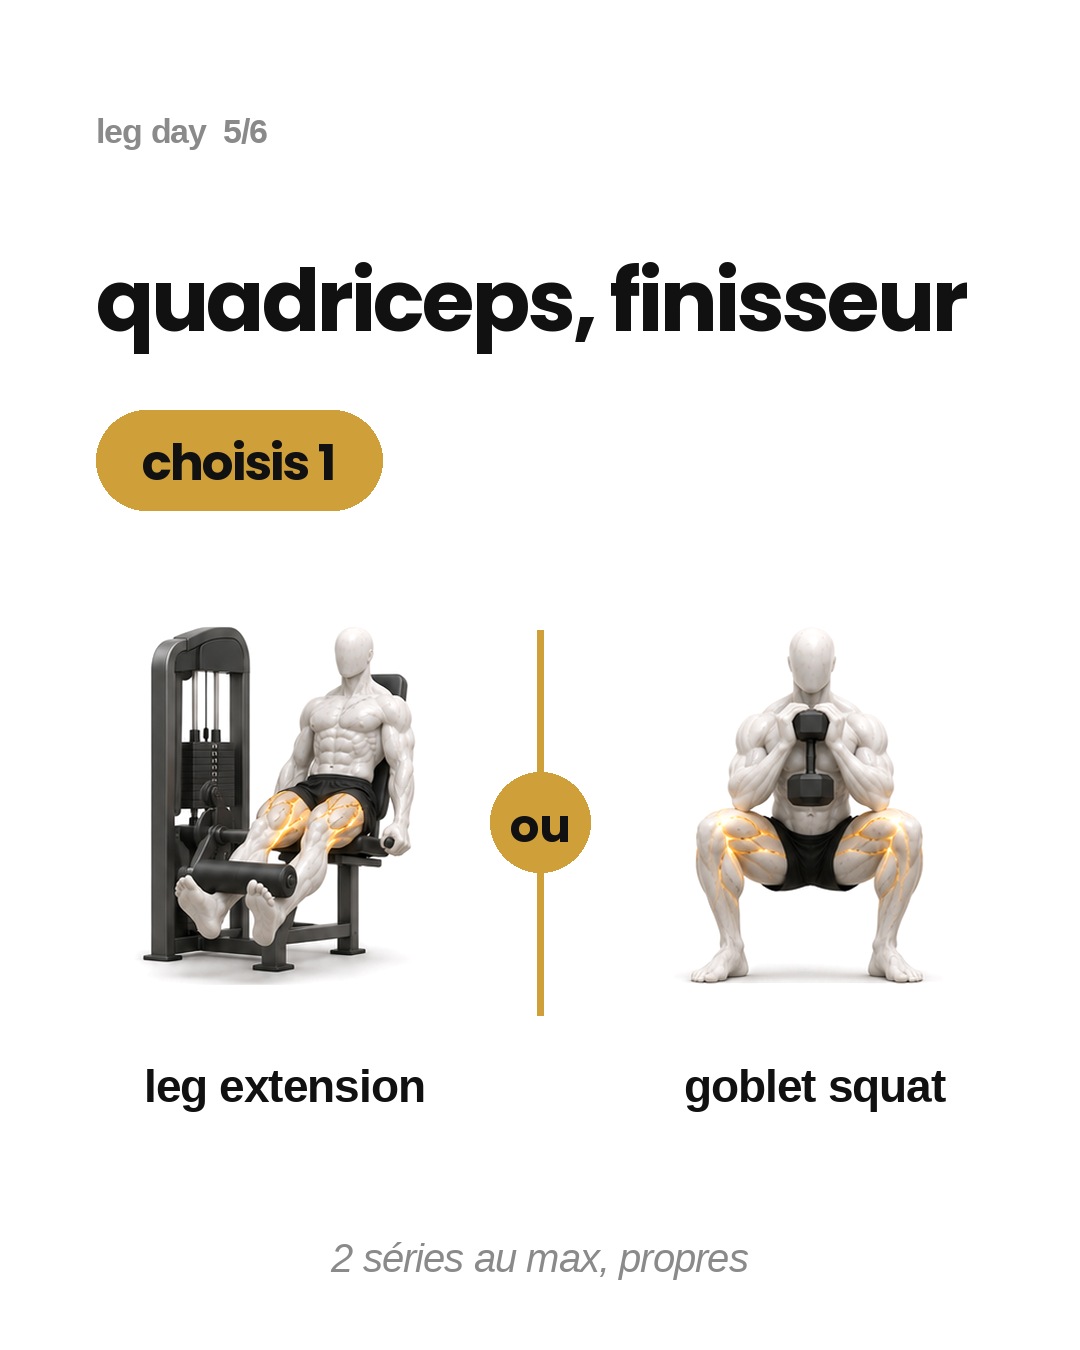 leg day 5/6
quadriceps, finisseur
choisis 1
ou
leg extension
goblet squat
2 séries au max, propres